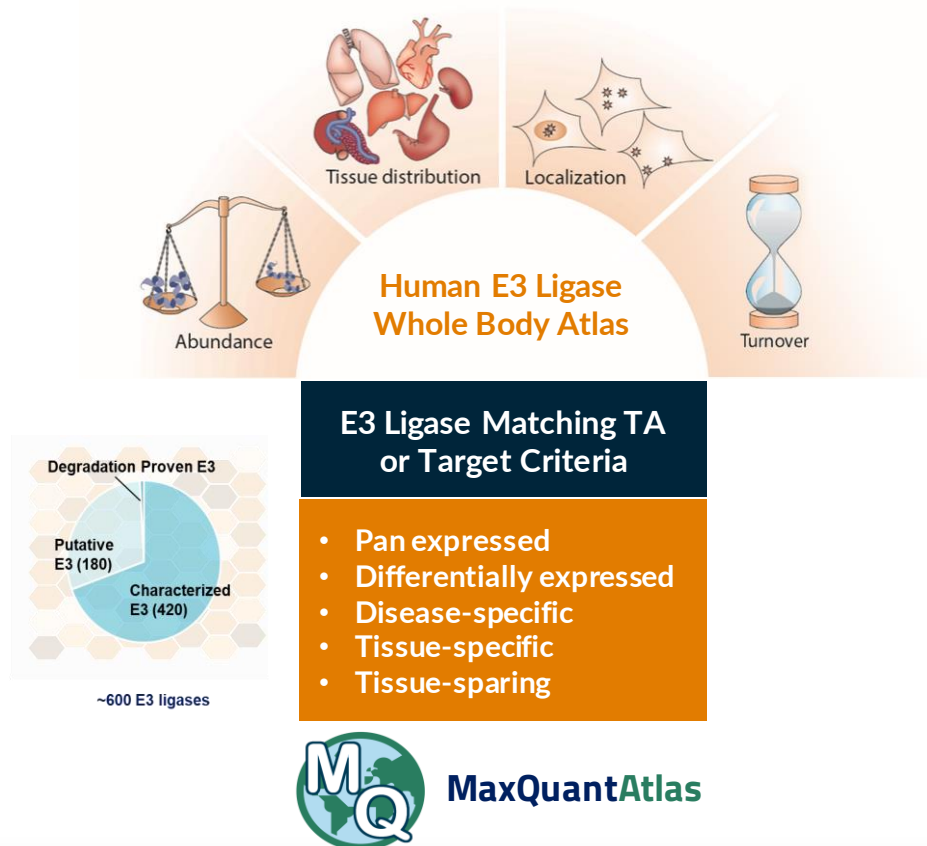 Tissue distribution
Localization
Abundance
Turnover
Human E3 Ligase
Whole Body Atlas
E3 Ligase Matching TA
or Target Criteria
Degradation Proven E3
Putative
E3 (180)
Characterized
E3 (420)
~600 E3 ligases
• Pan expressed
• Differentially expressed
• Disease-specific
• Tissue-specific
• Tissue-sparing
MQ
MaxQuantAtlas